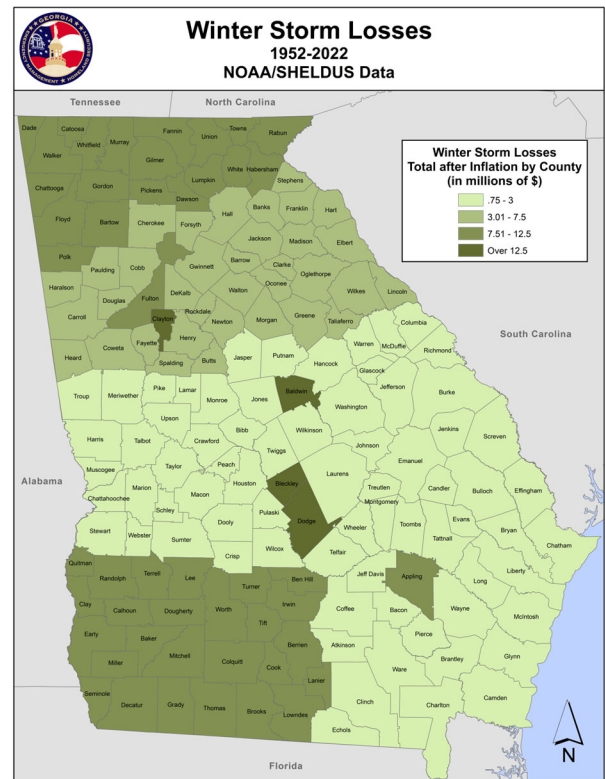 GEORGIA
EMERGENCY MANAGEMENT HOMELAND SECURITY
Winter Storm Losses
1952-2022
NOAA/SHELDUS Data
Tennessee
North Carolina
Winter Storm Losses
Total after Inflation by County
(in millions of $)
.75 - 3
3.01 - 7.5
7.51 - 12.5
Over 12.5
South Carolina
Alabama
Florida
N
Dade
Catoosa
Whitfield
Murray
Fannin
Union
Towns
Rabun
Walker
Gilmer
White
Habersham
Lumpkin
Stephens
Chattooga
Gordon
Pickens
Dawson
Hall
Banks
Franklin
Hart
Floyd
Bartow
Cherokee
Forsyth
Jackson
Madison
Elbert
Polk
Paulding
Cobb
Gwinnett
Barrow
Clarke
Oglethorpe
Oconee
Wilkes
Lincoln
Haralson
Douglas
Fulton
DeKalb
Walton
Carroll
Clayton
Rockdale
Newton
Morgan
Greene
Taliaferro
Heard
Coweta
Fayette
Henry
Spalding
Butts
Jasper
Putnam
Hancock
Warren
McDuffie
Columbia
Richmond
Glascock
Troup
Meriwether
Pike
Lamar
Monroe
Jones
Baldwin
Washington
Jefferson
Burke
Upson
Harris
Talbot
Crawford
Bibb
Wilkinson
Jenkins
Screven
Twiggs
Johnson
Emanuel
Muscogee
Taylor
Peach
Houston
Bleckley
Laurens
Treutlen
Candler
Bulloch
Effingham
Chattahoochee
Marion
Macon
Schley
Pulaski
Dodge
Montgomery
Wheeler
Toombs
Evans
Tattnall
Bryan
Chatham
Stewart
Webster
Sumter
Dooly
Crisp
Wilcox
Telfair
Liberty
Long
Quitman
Randolph
Terrell
Lee
Turner
Ben Hill
Jeff Davis
Appling
Clay
Calhoun
Dougherty
Worth
Tift
Irwin
Coffee
Bacon
Wayne
McIntosh
Early
Baker
Mitchell
Colquitt
Berrien
Cook
Atkinson
Pierce
Ware
Brantley
Glynn
Miller
Lanier
Clinch
Seminole
Decatur
Grady
Thomas
Brooks
Lowndes
Echols
Charlton
Camden